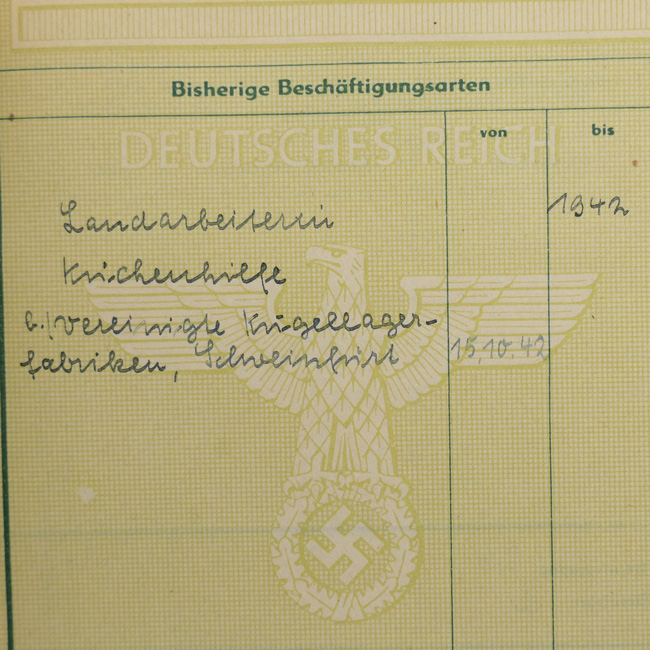 Bisherige Beschäftigungsarten
von bis
DEUTSCHES REICH
Landarbeiterin 1942
Küchenhilfe
b./Vereinigte Kugellager-
fabriken, Schweinfurt 15.10.42